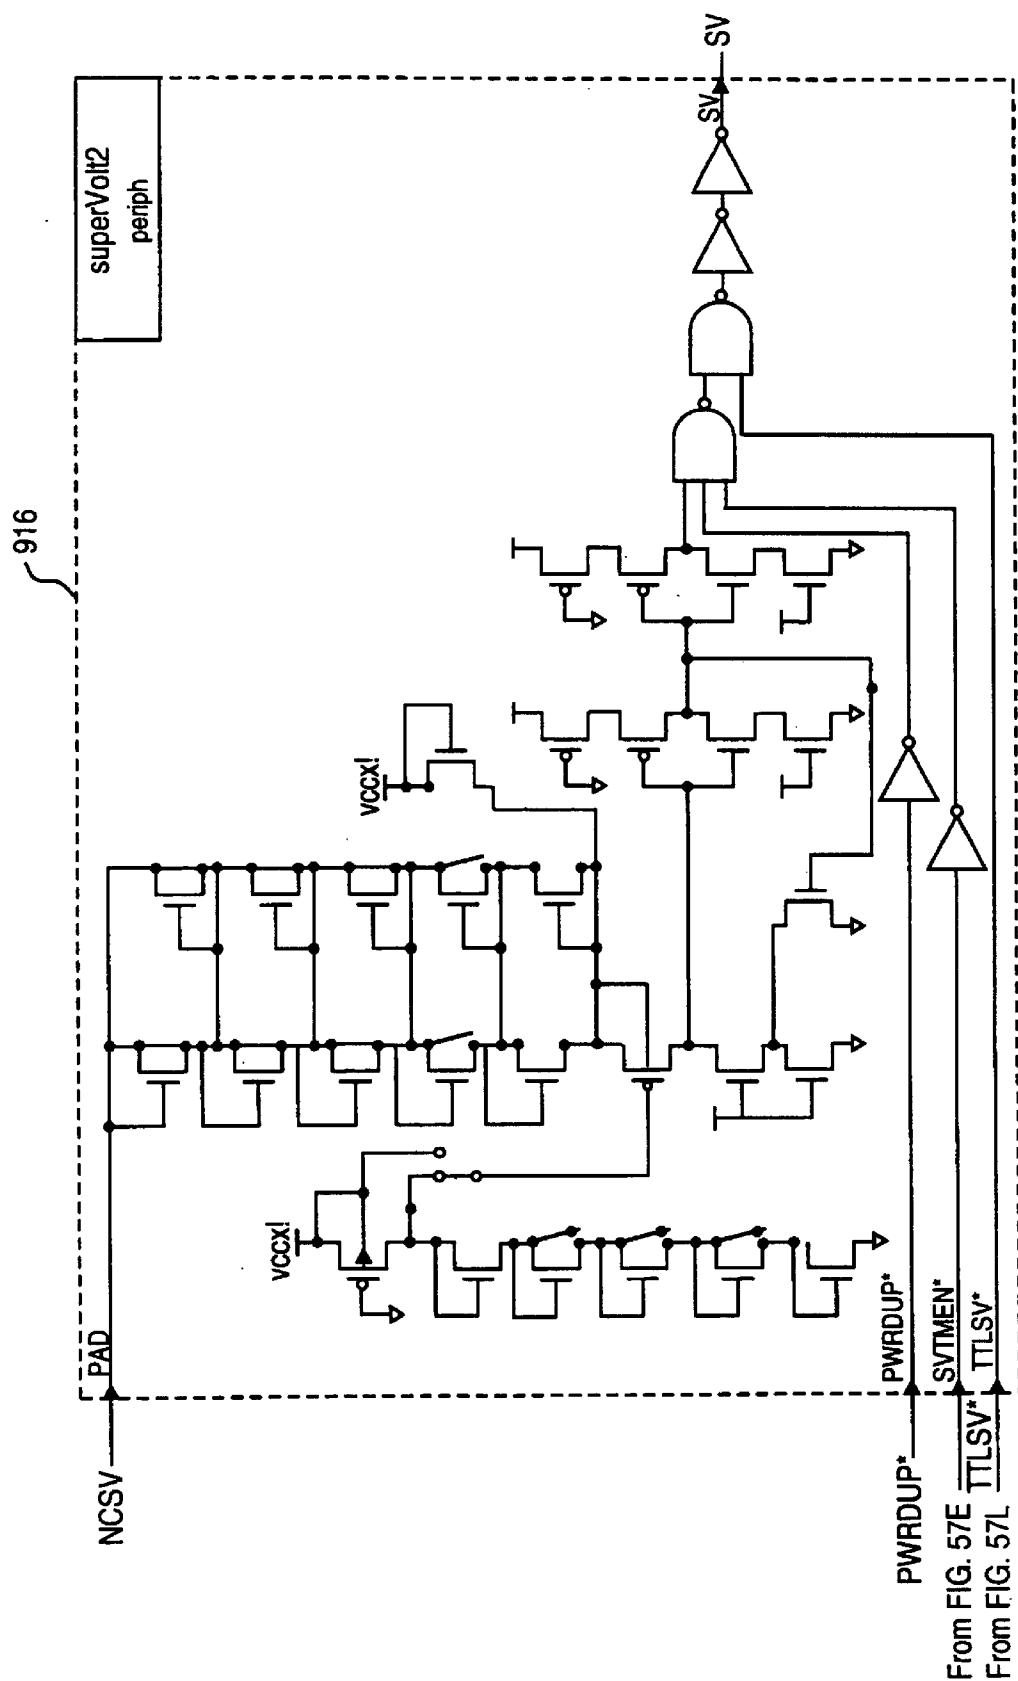 916
superVolt2
periph
NCSV
PAD
VCCX!
VCCX!
SV
SV
PWRDUP*
PWRDUP*
SVTMEN*
TTLSV*
TTLSV*
From FIG. 57E
From FIG. 57L